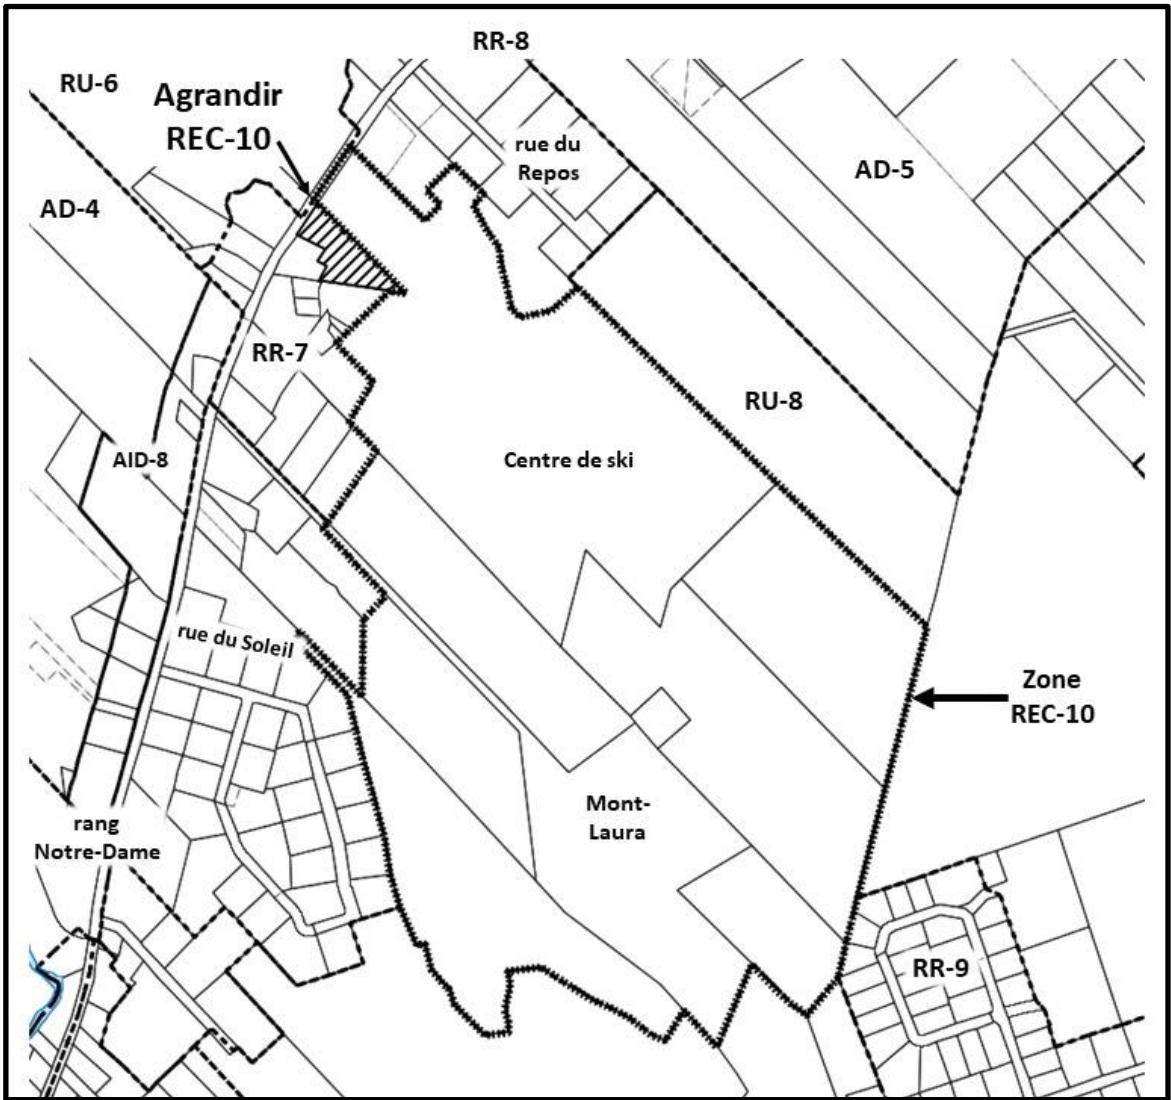 RR-8
RU-6
Agrandir
REC-10
rue du
Repos
AD-5
AD-4
RR-7
RU-8
AID-8
Centre de ski
rue du Soleil
Zone
REC-10
Mont-
Laura
rang
Notre-Dame
RR-9